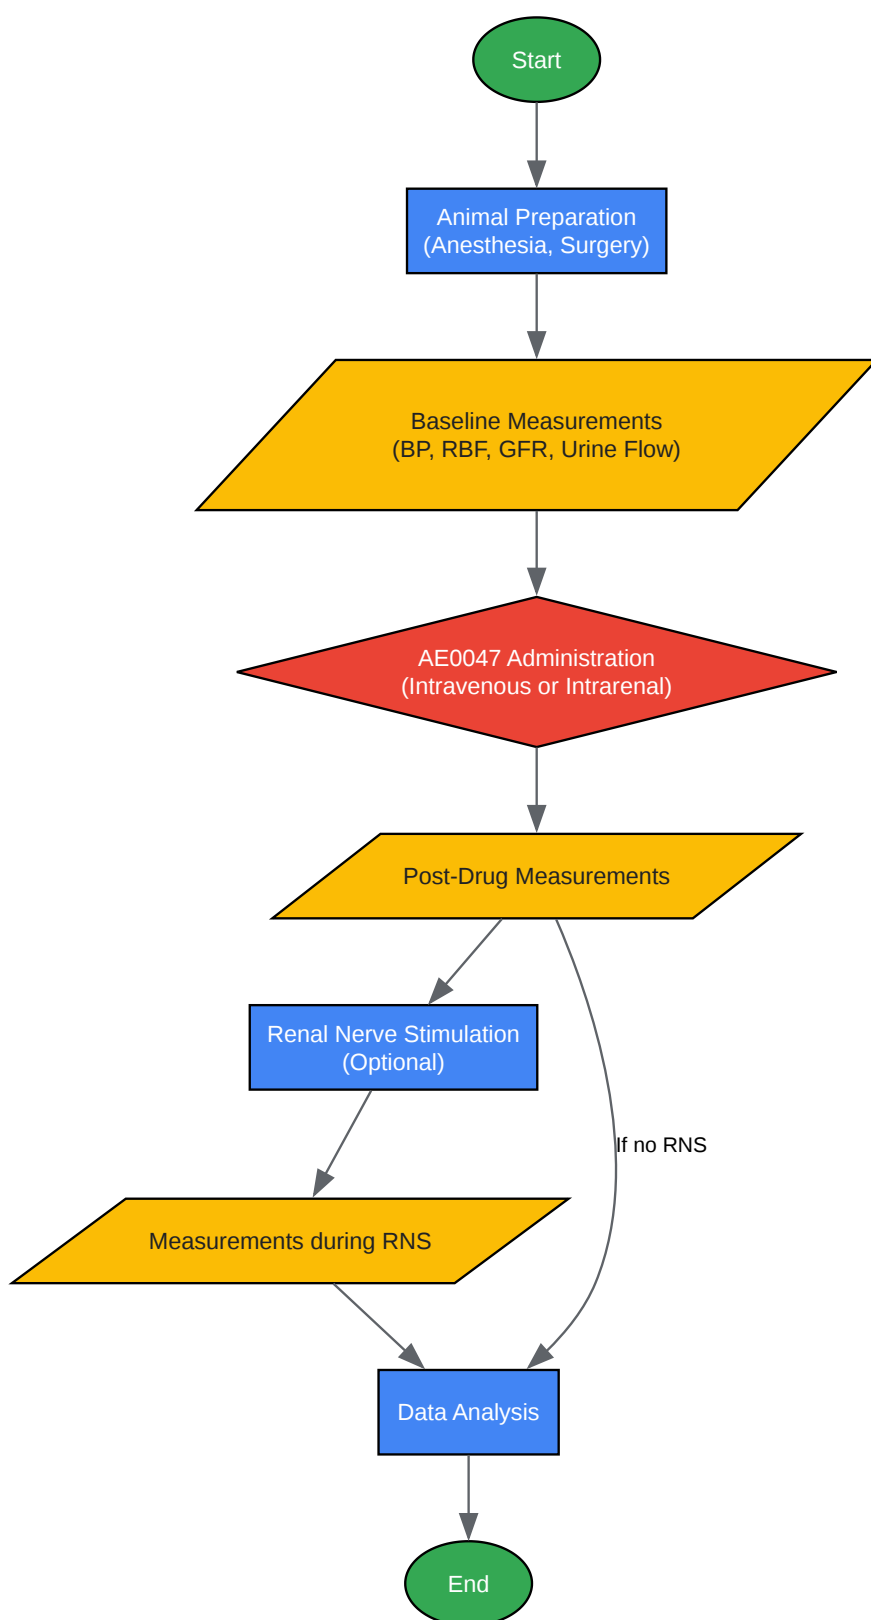 Start
Animal Preparation
(Anesthesia, Surgery)
Baseline Measurements
(BP, RBF, GFR, Urine Flow)
AE0047 Administration
(Intravenous or Intrarenal)
Post-Drug Measurements
Renal Nerve Stimulation
(Optional)
If no RNS
Measurements during RNS
Data Analysis
End